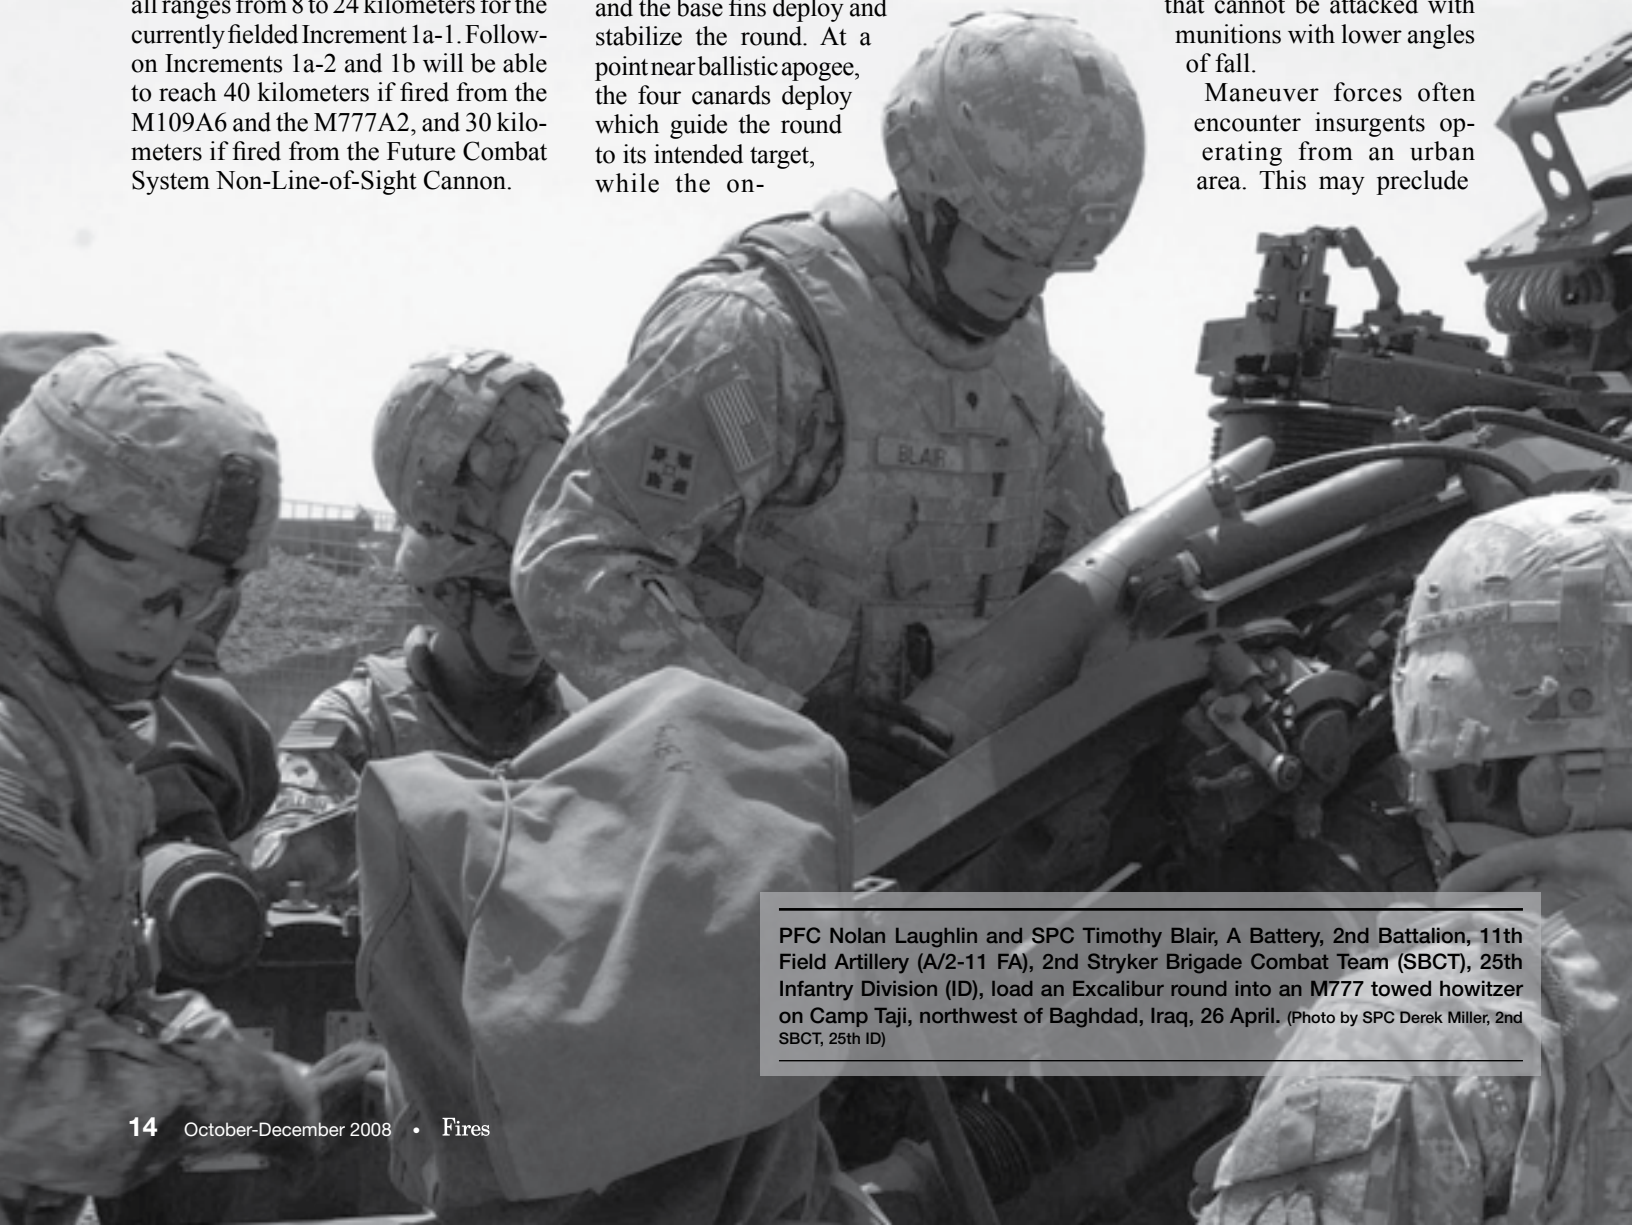 all ranges from 8 to 24 kilometers for the
currently fielded Increment 1a-1. Follow-
on Increments 1a-2 and 1b will be able
to reach 40 kilometers if fired from the
M109A6 and the M777A2, and 30 kilo-
meters if fired from the Future Combat
System Non-Line-of-Sight Cannon.
and the base fins deploy and
stabilize the round. At a
point near ballistic apogee,
the four canards deploy
which guide the round
to its intended target,
while the on-
that cannot be attacked with
munitions with lower angles
of fall.
Maneuver forces often
encounter insurgents op-
erating from an urban
area. This may preclude
BLAIR
PFC Nolan Laughlin and SPC Timothy Blair, A Battery, 2nd Battalion, 11th
Field Artillery (A/2-11 FA), 2nd Stryker Brigade Combat Team (SBCT), 25th
Infantry Division (ID), load an Excalibur round into an M777 towed howitzer
on Camp Taji, northwest of Baghdad, Iraq, 26 April. (Photo by SPC Derek Miller, 2nd
SBCT, 25th ID)
14 October-December 2008 • Fires